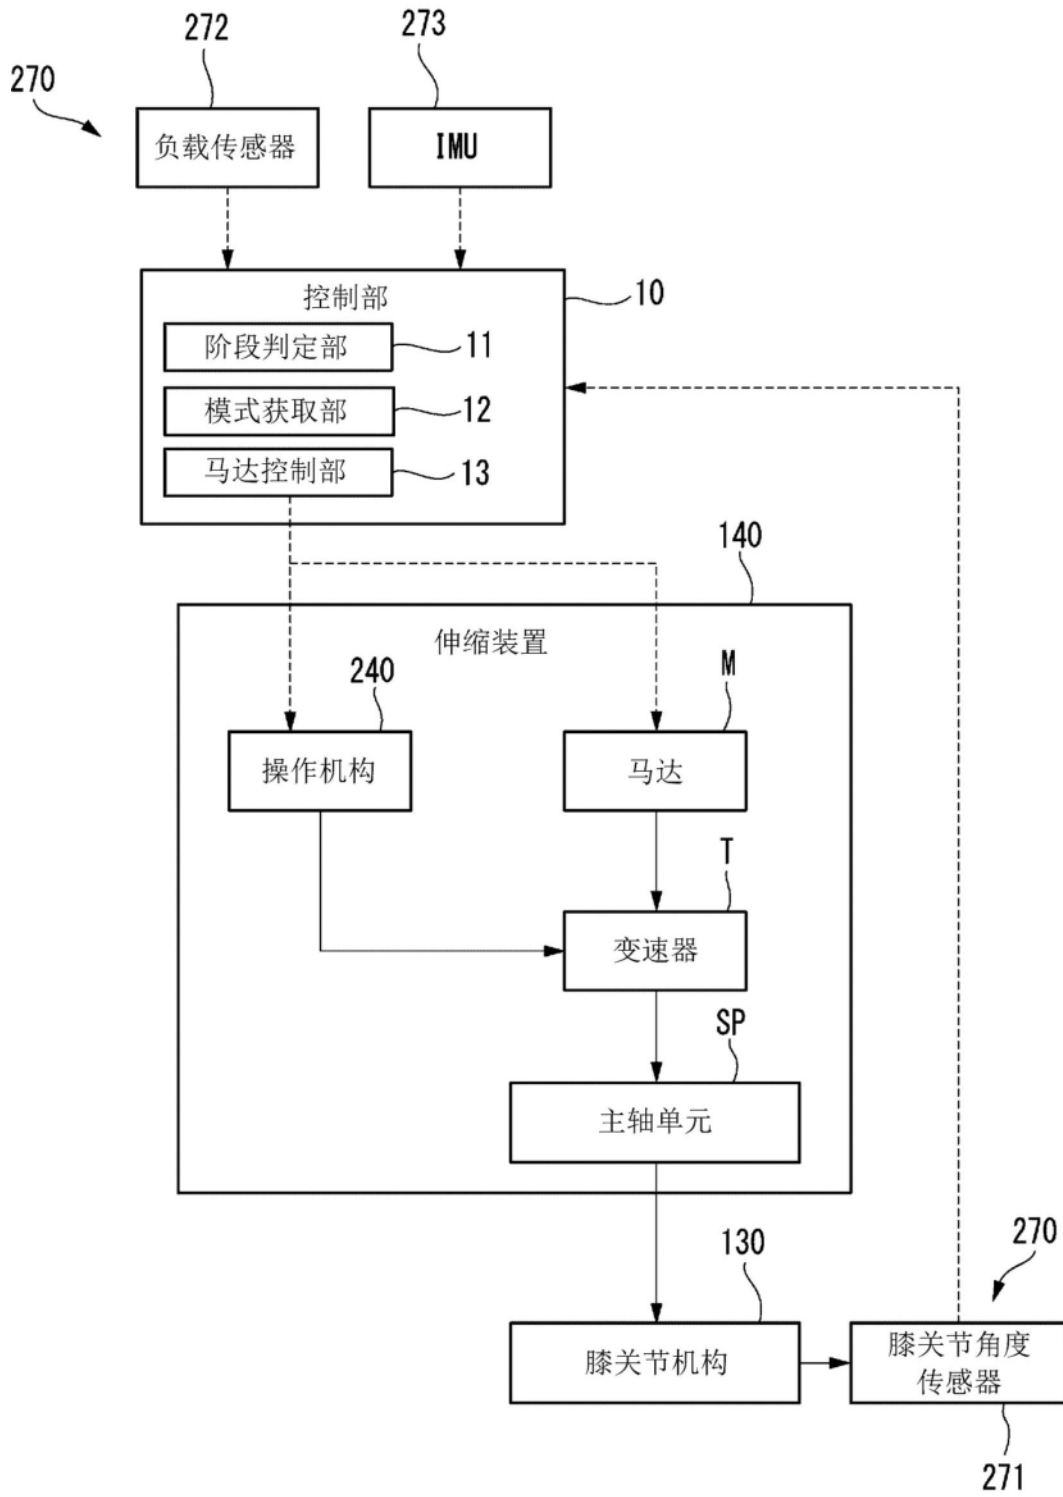 272
273
270
负载传感器
IMU
控制部
10
阶段判定部
11
模式获取部
12
马达控制部
13
140
伸缩装置
240
M
操作机构
马达
T
变速器
SP
主轴单元
130
270
膝关节机构
膝关节角度
传感器
271